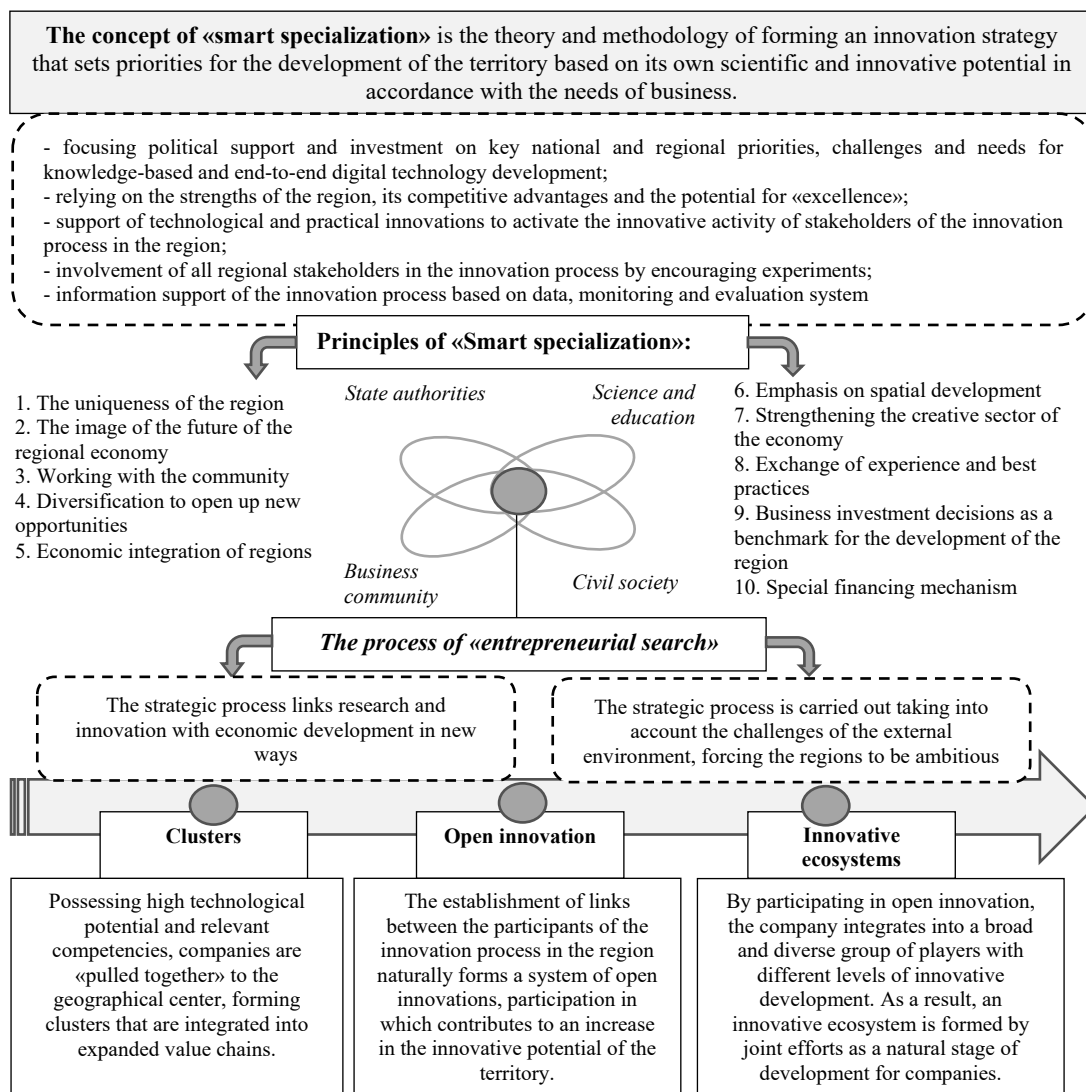 The concept of «smart specialization» is the theory and methodology of forming an innovation strategy
that sets priorities for the development of the territory based on its own scientific and innovative potential in
accordance with the needs of business.
- focusing political support and investment on key national and regional priorities, challenges and needs for
knowledge-based and end-to-end digital technology development;
- relying on the strengths of the region, its competitive advantages and the potential for «excellence»;
- support of technological and practical innovations to activate the innovative activity of stakeholders of the innovation
process in the region;
- involvement of all regional stakeholders in the innovation process by encouraging experiments;
- information support of the innovation process based on data, monitoring and evaluation system
Principles of «Smart specialization»:
1. The uniqueness of the region
2. The image of the future of the
regional economy
3. Working with the community
4. Diversification to open up new
opportunities
5. Economic integration of regions
State authorities
Science and
education
Business
community
Civil society
6. Emphasis on spatial development
7. Strengthening the creative sector of
the economy
8. Exchange of experience and best
practices
9. Business investment decisions as a
benchmark for the development of the
region
10. Special financing mechanism
The process of «entrepreneurial search»
The strategic process links research and
innovation with economic development in new
ways
The strategic process is carried out taking into
account the challenges of the external
environment, forcing the regions to be ambitious
Clusters
Possessing high technological
potential and relevant
competencies, companies are
«pulled together» to the
geographical center, forming
clusters that are integrated into
expanded value chains.
Open innovation
The establishment of links
between the participants of the
innovation process in the region
naturally forms a system of open
innovations, participation in
which contributes to an increase
in the innovative potential of the
territory.
Innovative
ecosystems
By participating in open innovation,
the company integrates into a broad
and diverse group of players with
different levels of innovative
development. As a result, an
innovative ecosystem is formed by
joint efforts as a natural stage of
development for companies.